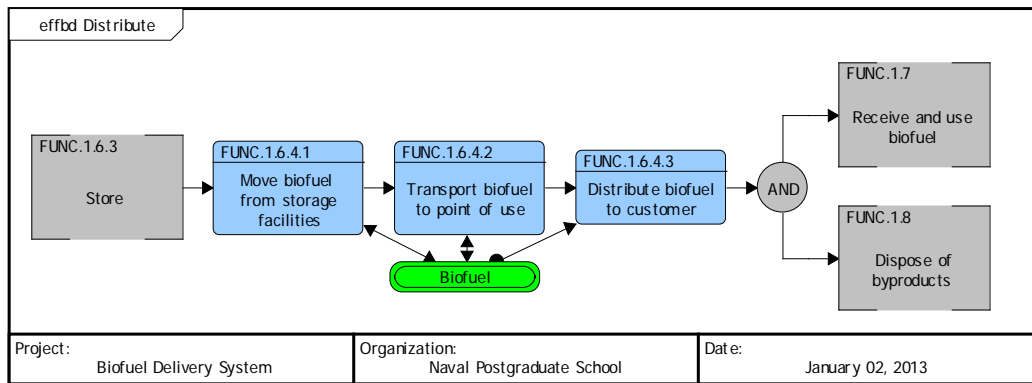 effbd Distribute
FUNC.1.6.3
Store
FUNC.1.6.4.1
Move biofuel
from storage
facilities
FUNC.1.6.4.2
Transport biofuel
to point of use
FUNC.1.6.4.3
Distribute biofuel
to customer
Biofuel
AND
FUNC.1.7
Receive and use
biofuel
FUNC.1.8
Dispose of
byproducts
Project:
Biofuel Delivery System
Organization:
Naval Postgraduate School
Date:
January 02, 2013